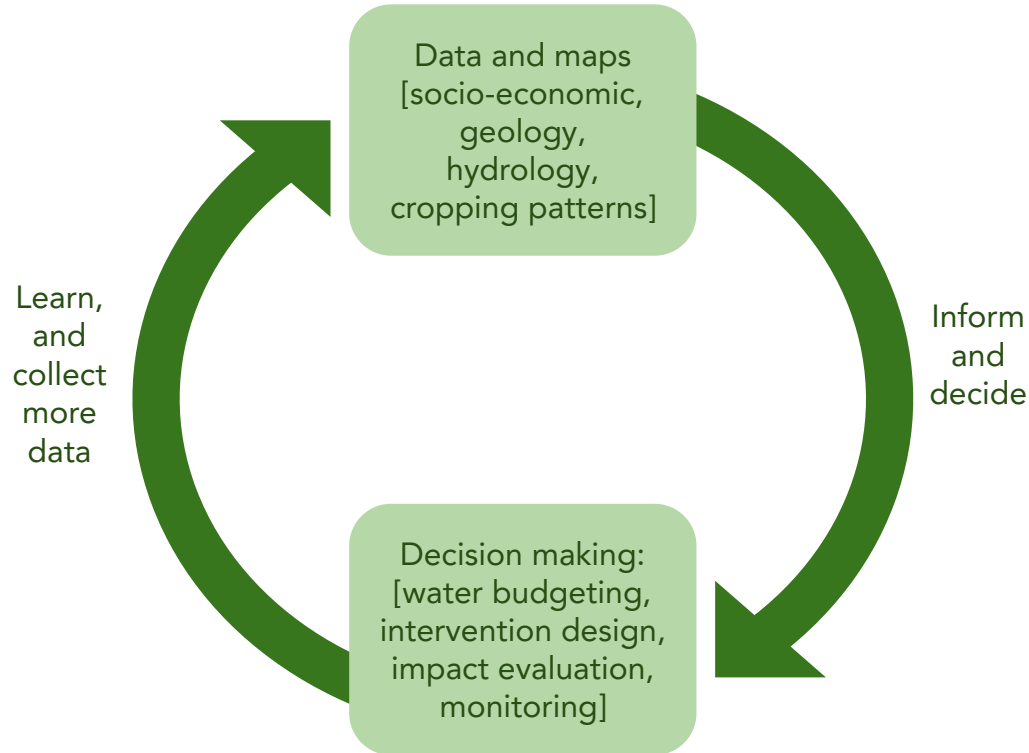 Data and maps
[socio-economic,
geology,
hydrology,
cropping patterns]
Learn,
and
collect
more
data
Inform
and
decide
Decision making:
[water budgeting,
intervention design,
impact evaluation,
monitoring]